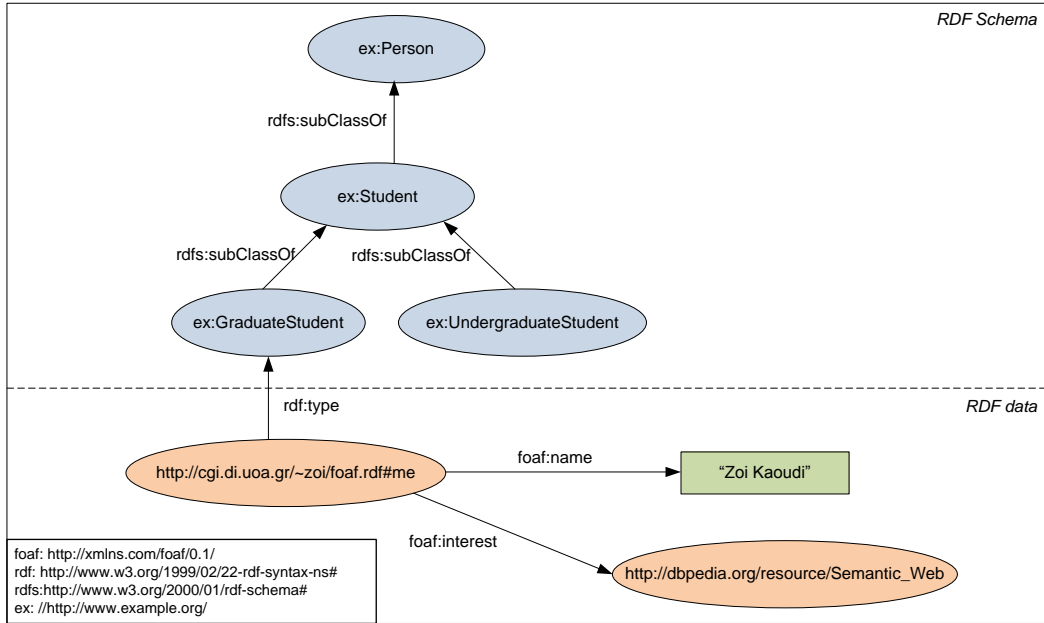 RDF Schema
ex:Person
rdfs:subClassOf
ex:Student
rdfs:subClassOf
rdfs:subClassOf
ex:GraduateStudent
ex:UndergraduateStudent
rdf:type
RDF data
foaf:name
http://cgi.di.uoa.gr/~zoi/foaf.rdf#me
“Zoi Kaoudi”
foaf:interest
http://dbpedia.org/resource/Semantic_Web
foaf: http://xmlns.com/foaf/0.1/
rdf: http://www.w3.org/1999/02/22-rdf-syntax-ns#
rdfs:http://www.w3.org/2000/01/rdf-schema#
ex: //http://www.example.org/